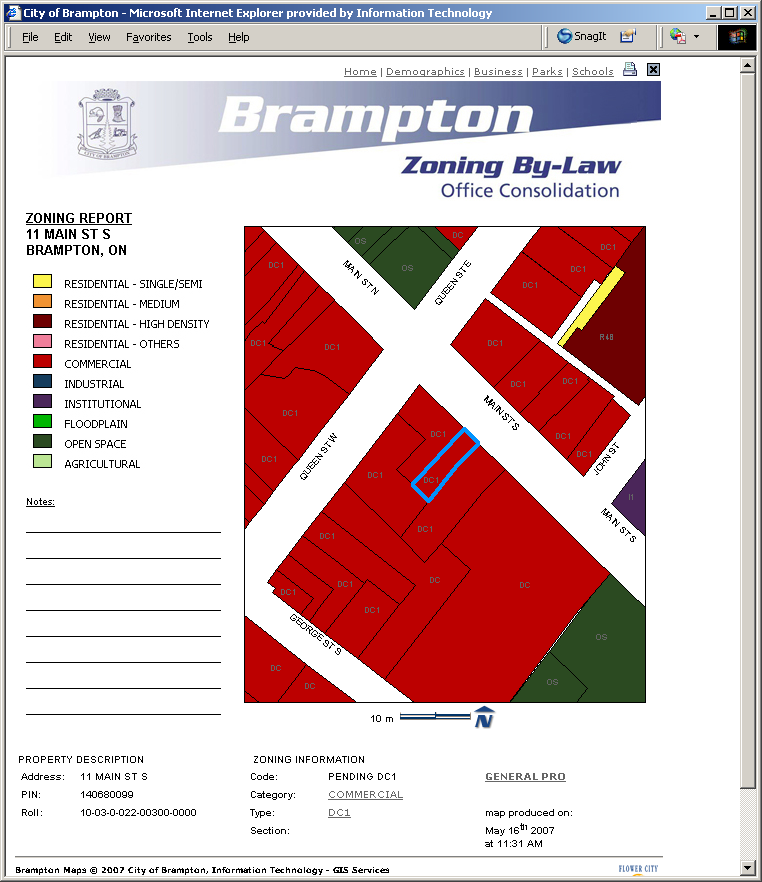 City of Brampton - Microsoft Internet Explorer provided by Information Technology
File Edit View Favorites Tools Help SnagIt
Home | Demographics | Business | Parks | Schools
CITY OF BRAMPTON
Brampton
Zoning By-Law
Office Consolidation
ZONING REPORT
11 MAIN ST S
BRAMPTON, ON
RESIDENTIAL - SINGLE/SEMI
RESIDENTIAL - MEDIUM
RESIDENTIAL - HIGH DENSITY
RESIDENTIAL - OTHERS
COMMERCIAL
INDUSTRIAL
INSTITUTIONAL
FLOODPLAIN
OPEN SPACE
AGRICULTURAL
Notes:
OS
DC
DC1
DC1
OS
DC1
MAIN ST N
QUEEN ST E
DC1
DC1
DC1
DC1
R4B
DC1
DC1
DC1
MAIN ST S
DC1
DC1
QUEEN ST W
DC1
DC1
DC1
JOHN ST
DC1
DC1
I1
MAIN ST S
DC1
DC1
DC
DC
DC1
DC1
DC1
GEORGE ST S
OS
DC
DC
OS
10 m
N
PROPERTY DESCRIPTION
Address: 11 MAIN ST S
PIN: 140680099
Roll: 10-03-0-022-00300-0000
ZONING INFORMATION
Code: PENDING DC1
Category: COMMERCIAL
Type: DC1
Section:
GENERAL PRO
map produced on:
May 16th 2007
at 11:31 AM
Brampton Maps © 2007 City of Brampton, Information Technology - GIS Services
FLOWER CITY